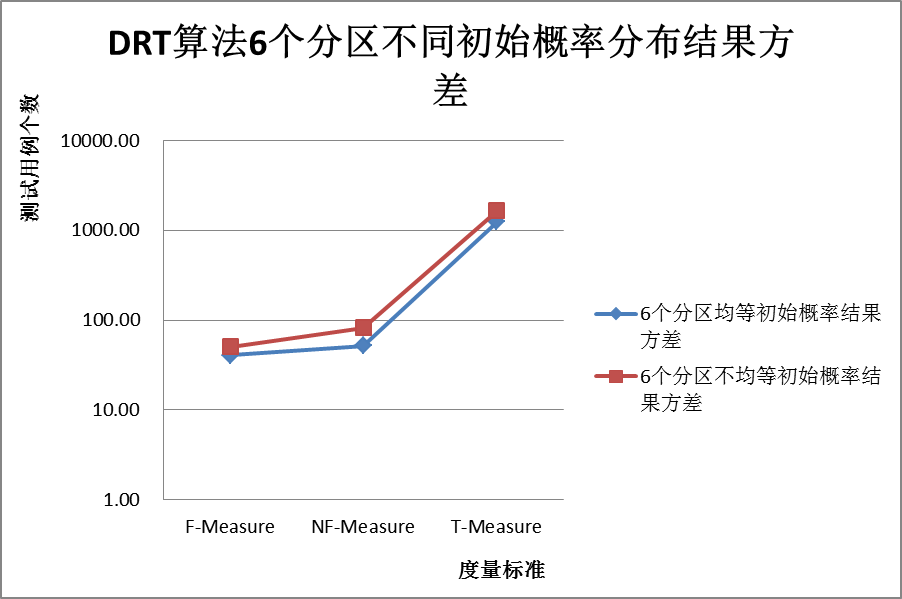 DRT算法6个分区不同初始概率分布结果方
差
测试用例个数
10000.00
1000.00
100.00
10.00
1.00
F-Measure
NF-Measure
T-Measure
度量标准
6个分区均等初始概率结果
方差
6个分区不均等初始概率结
果方差